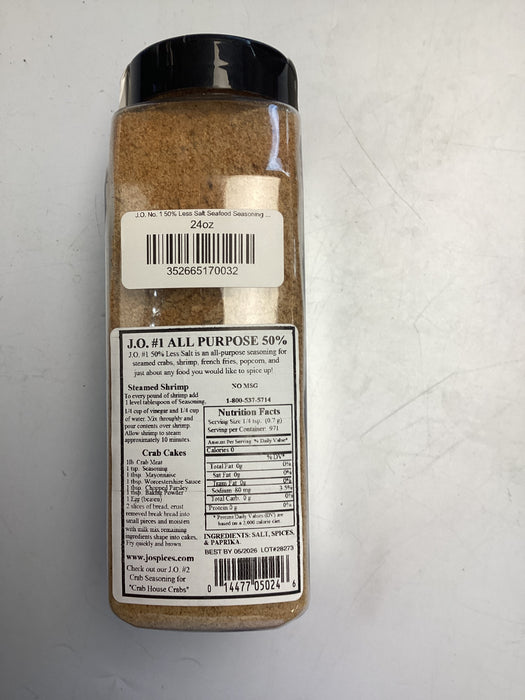 J.O. No. 1 50% Less Salt Seafood Seasoning ...
24oz
352665170032
J.O. #1 ALL PURPOSE 50%
J.O. #1 50% Less Salt is an all-purpose seasoning for
steamed crabs, shrimp, french fries, popcorn, and
just about any food you would like to spice up!
Steamed Shrimp
To every pound of shrimp add
1 level tablespoon of Seasoning,
1/4 cup of vinegar and 1/4 cup
of water. Mix throughly and
pour contents over shrimp.
Allow shrimp to steam
approximately 10 minutes.
Crab Cakes
1lb. Crab Meat
1 tsp. Seasoning
1 tbsp. Mayonnaise
1 tbsp. Worcestershire Sauce
1 tbsp. Chopped Parsley
1 tbsp. Baking Powder
1 Egg (beaten)
2 slices of bread, crust
removed break bread into
small pieces and moisten
with milk mix remaining
ingredients shape into cakes.
Fry quickly and brown
www.jospices.com
Check out our J.O. #2
Crab Seasoning for
"Crab House Crabs"
NO MSG
1-800-537-5714
Nutrition Facts
Serving Size 1/4 tsp. (0.7 g)
Serving per Container: 971
Amount Per Serving % Daily Value*
Calories 0
% DV*
Total Fat 0g 0%
Sat Fat 0g 0%
Trans Fat 0g 0%
Sodium 80 mg 3.5%
Total Carb. 0 g 0%
Protein 0 g 0%
* Percent Daily Values (DV) are
based on a 2,000 calorie diet.
INGREDIENTS: SALT, SPICES,
& PAPRIKA.
BEST BY 05/2026 LOT#28273
0 14477 05024 6